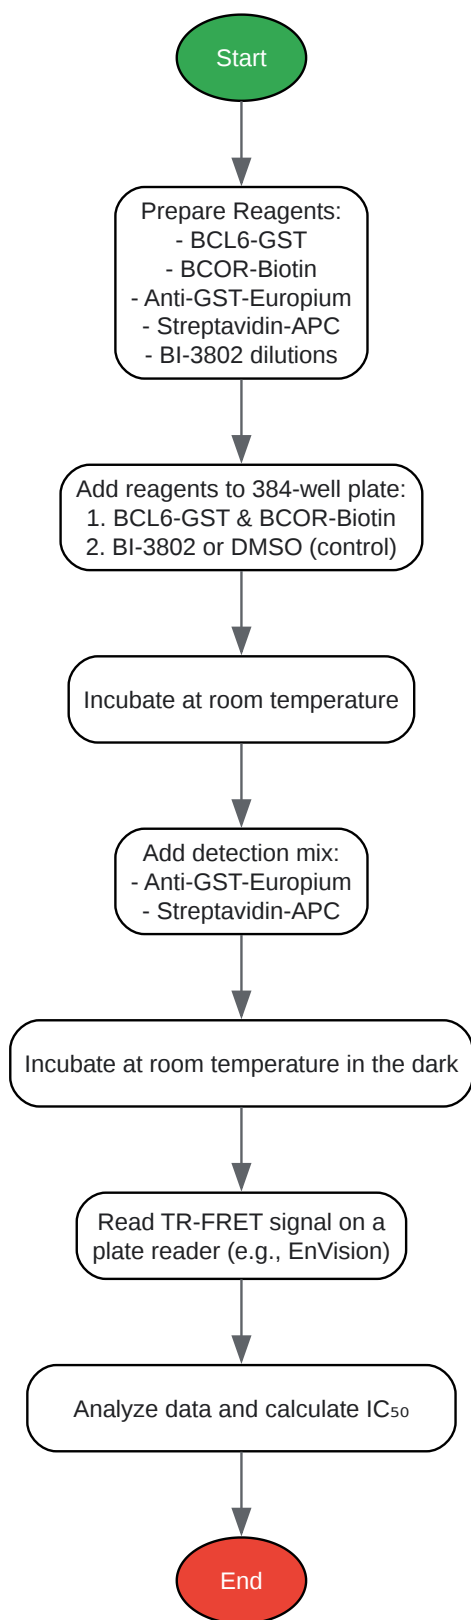 Start
Prepare Reagents:
- BCL6-GST
- BCOR-Biotin
- Anti-GST-Europium
- Streptavidin-APC
- BI-3802 dilutions
Add reagents to 384-well plate:
1. BCL6-GST & BCOR-Biotin
2. BI-3802 or DMSO (control)
Incubate at room temperature
Add detection mix:
- Anti-GST-Europium
- Streptavidin-APC
Incubate at room temperature in the dark
Read TR-FRET signal on a
plate reader (e.g., EnVision)
Analyze data and calculate IC₅₀
End